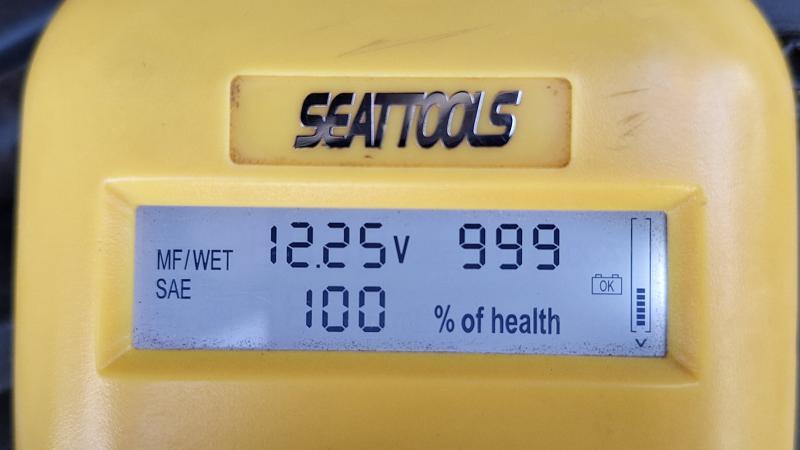 SEATTOOLS
MF/WET 12.25V 999
SAE 100 % of health
OK